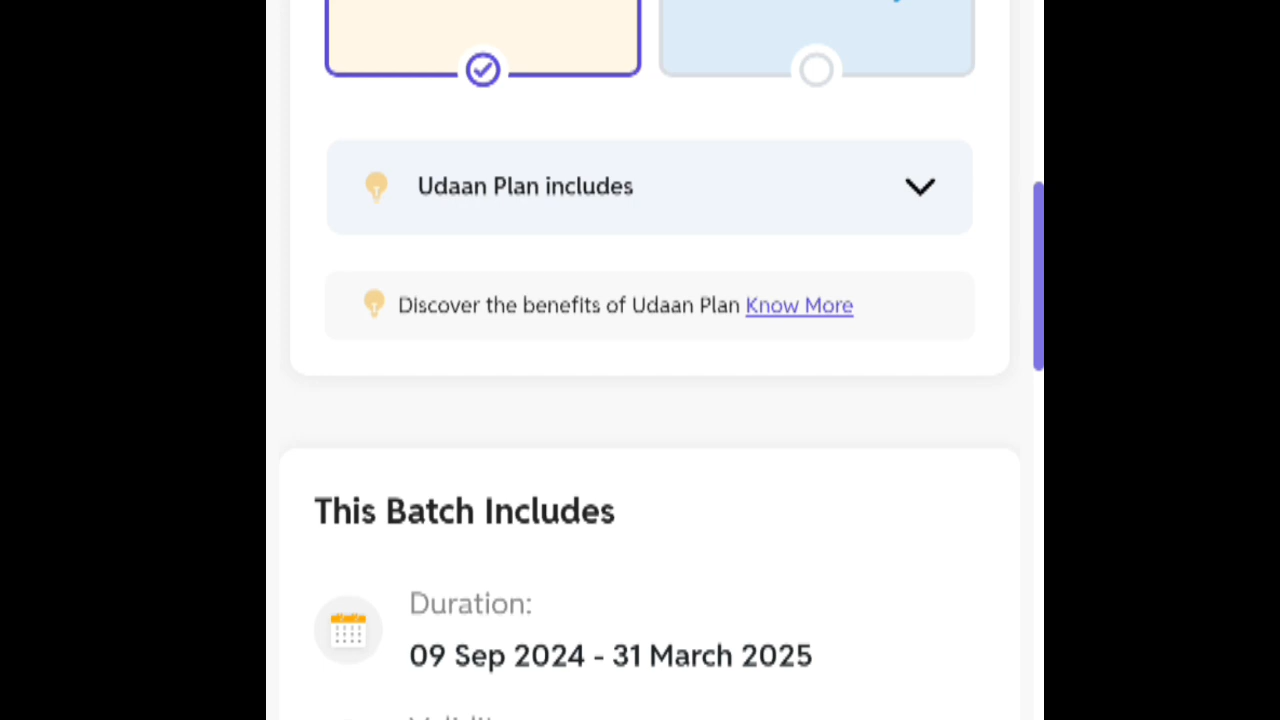 Udaan Plan includes
Discover the benefits of Udaan Plan Know More
This Batch Includes
Duration:
09 Sep 2024 - 31 March 2025